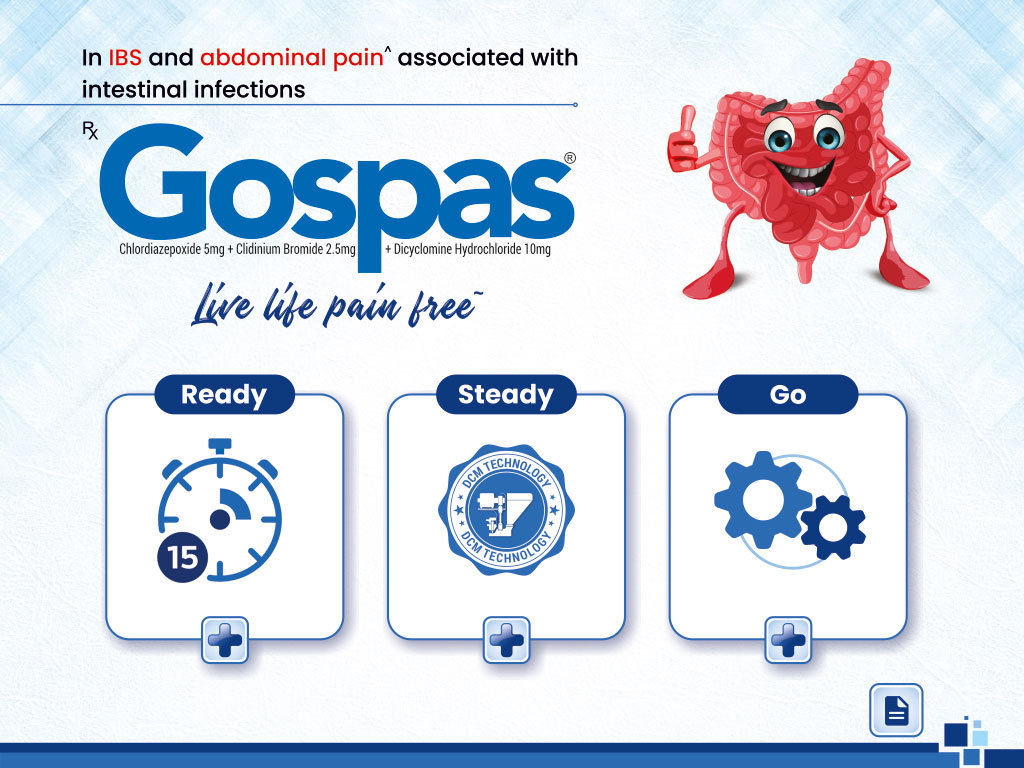 In IBS and abdominal pain^ associated with
intestinal infections
Rx
Gospas®
Chlordiazepoxide 5mg + Clidinium Bromide 2.5mg + Dicyclomine Hydrochloride 10mg
Live life pain free~
Ready
Steady
Go
15
DCM TECHNOLOGY
DCM TECHNOLOGY